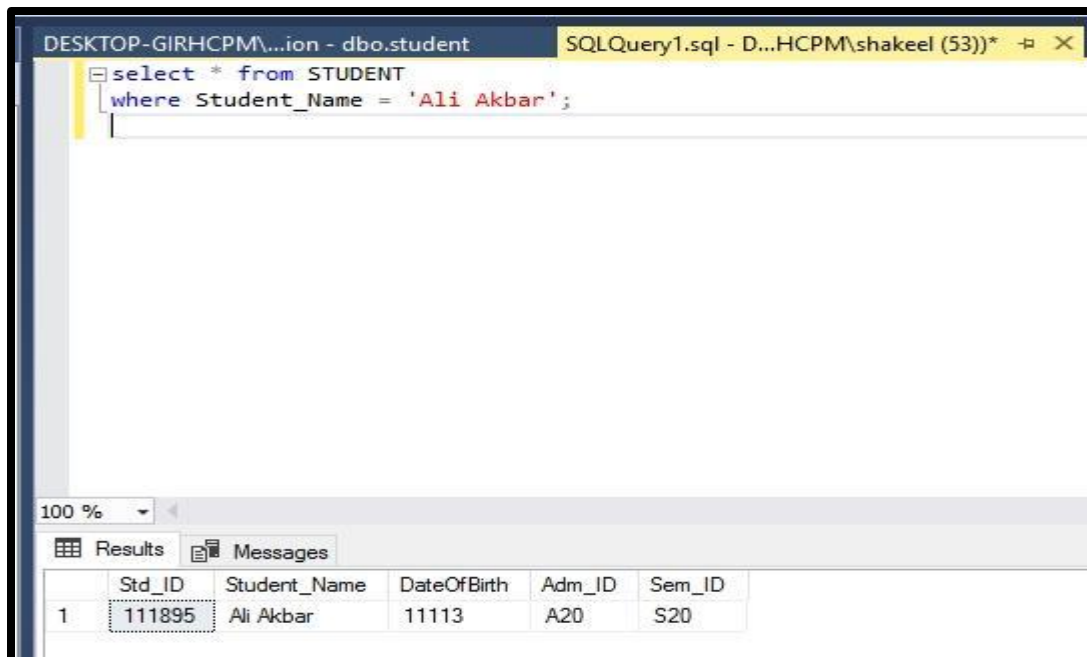 DESKTOP-GIRHCPM\...ion - dbo.student SQLQuery1.sql - D...HCPM\shakeel (53))*
select * from STUDENT
where Student_Name = 'Ali Akbar';
100 %
Results Messages
Std_ID Student_Name DateOfBirth Adm_ID Sem_ID
1 111895 Ali Akbar 11113 A20 S20